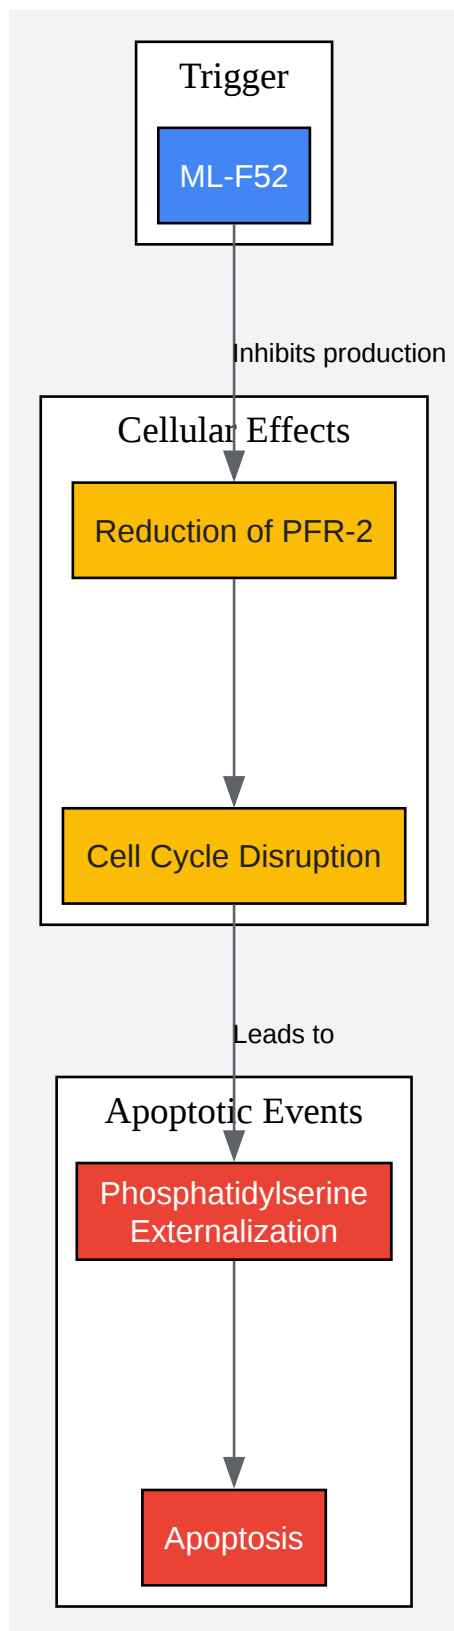 Trigger
ML-F52
Inhibits production
Cellular Effects
Reduction of PFR-2
Cell Cycle Disruption
Leads to
Apoptotic Events
Phosphatidylserine
Externalization
Apoptosis